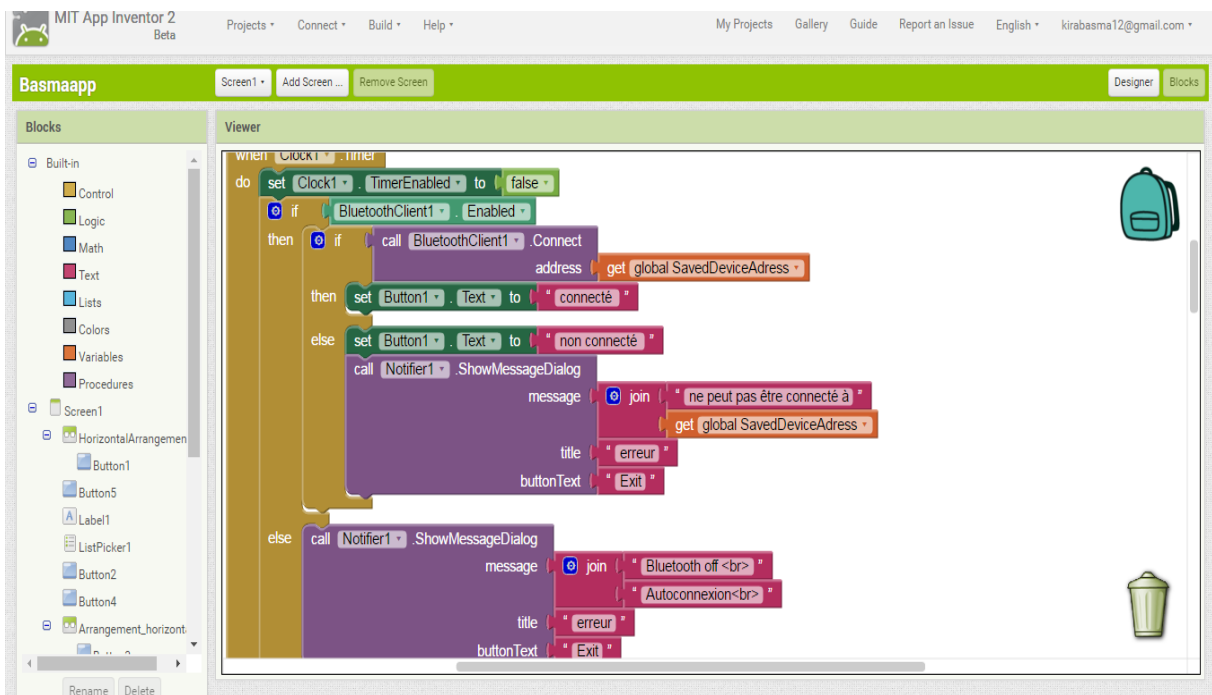 MIT App Inventor 2
Beta
Projects Connect Build Help My Projects Gallery Guide Report an Issue English kirabasma12@gmail.com
Basmaapp Screen1 Add Screen ... Remove Screen Designer Blocks
Blocks Viewer
Built-in
Control
Logic
Math
Text
Lists
Colors
Variables
Procedures
Screen1
HorizontalArrangemen
Button1
Button5
Label1
ListPicker1
Button2
Button4
Arrangement_horizont
Rename Delete
when Clock1 .Timer
do set Clock1 . TimerEnabled to false
if BluetoothClient1 . Enabled
then if call BluetoothClient1 .Connect
address get global SavedDeviceAdress
then set Button1 . Text to " connecté "
else set Button1 . Text to " non connecté "
call Notifier1 .ShowMessageDialog
message join " ne peut pas être connecté à "
get global SavedDeviceAdress
title " erreur "
buttonText " Exit "
else call Notifier1 .ShowMessageDialog
message join " Bluetooth off <br> "
" Autoconnexion<br> "
title " erreur "
buttonText " Exit "